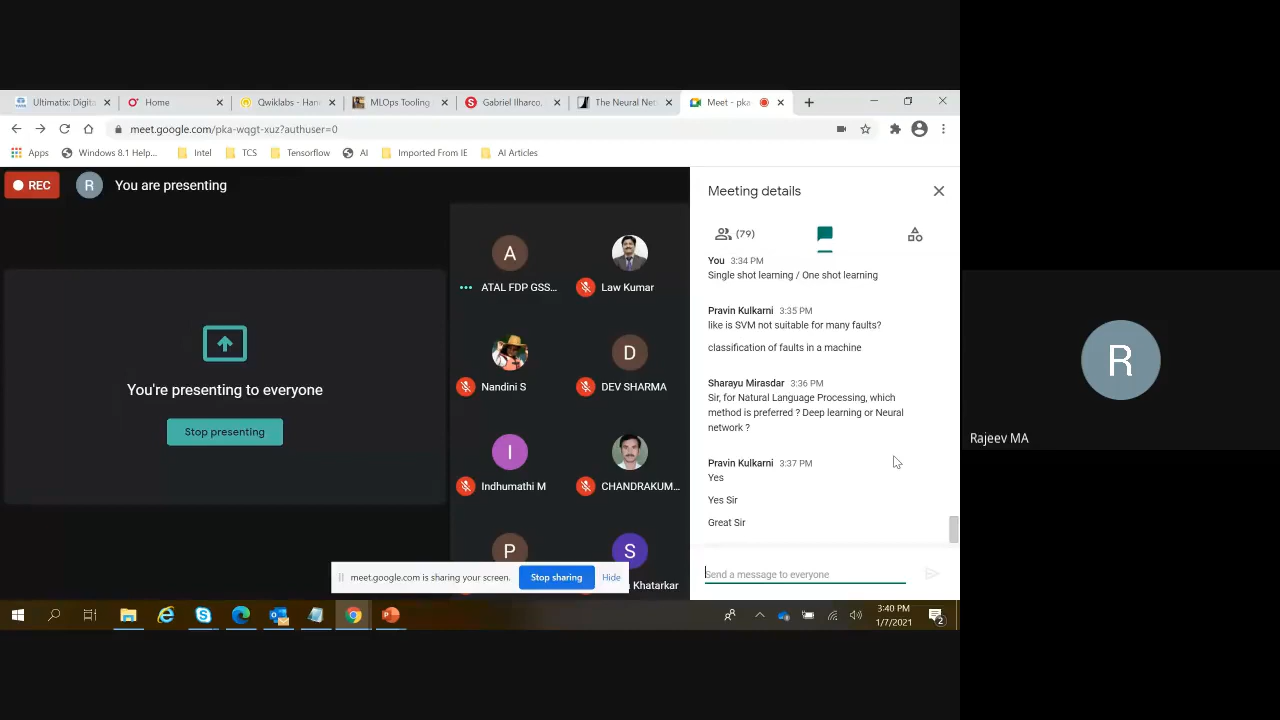 Ultimatix Digita
Home
Qwiklabs - Han
MLOps Tooling
Gabriel Ilharco.
The Neural Net
Meet - pka
meet.google.com/pka-wqgt-xuz?authuser=0
Apps
Windows 8.1 Help...
Intel
TCS
Tensorflow
AI
Imported From IE
AI Articles
REC
R
You are presenting
You're presenting to everyone
Stop presenting
A
ATAL FDP GSS...
Law Kumar
Nandini S
D
DEV SHARMA
I
Indhumathi M
CHANDRAKUM...
P
S
Khatarkar
meet.google.com is sharing your screen.
Stop sharing
Hide
Meeting details
(79)
You 3:34 PM
Single shot learning / One shot learning
Pravin Kulkarni 3:35 PM
like is SVM not suitable for many faults?
classification of faults in a machine
Sharayu Mirasdar 3:36 PM
Sir, for Natural Language Processing, which
method is preferred ? Deep learning or Neural
network ?
Pravin Kulkarni 3:37 PM
Yes
Yes Sir
Great Sir
Send a message to everyone
3:40 PM
1/7/2021
2
R
Rajeev MA